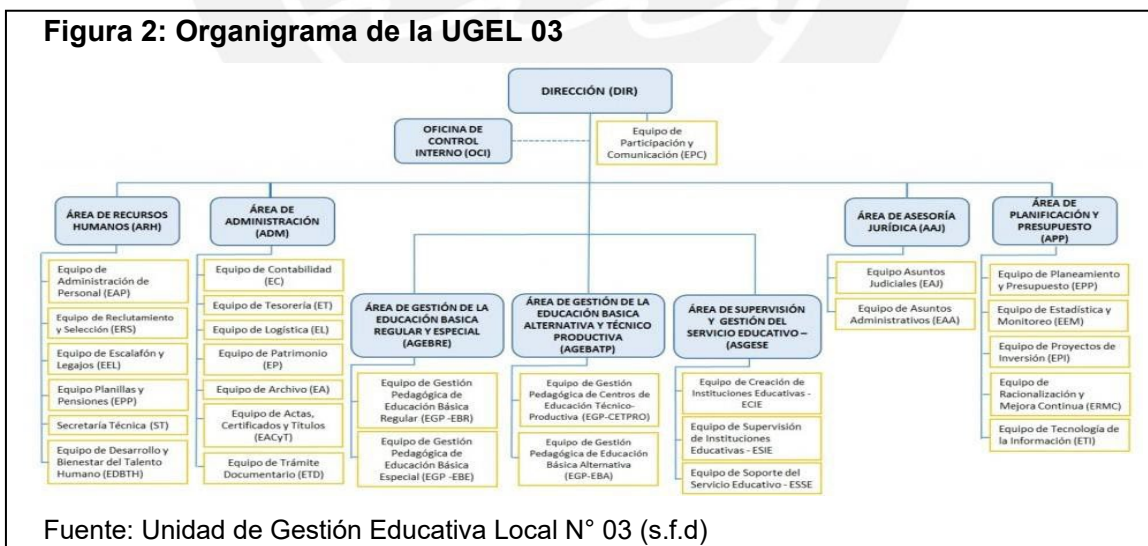 Figura 2: Organigrama de la UGEL 03
DIRECCIÓN (DIR)
OFICINA DE
CONTROL
INTERNO (OCI)
Equipo de
Participación y
Comunicación (EPC)
ÁREA DE RECURSOS
HUMANOS (ARH)
Equipo de
Administración de
Personal (EAP)
Equipo de Reclutamiento
y Selección (ERS)
Equipo de Escalafón y
Legajos (EEL)
Equipo Planillas y
Pensiones (EPP)
Secretaría Técnica (ST)
Equipo de Desarrollo y
Bienestar del Talento
Humano (EDBTH)
ÁREA DE
ADMINISTRACIÓN
(ADM)
Equipo de Contabilidad
(EC)
Equipo de Tesorería (ET)
Equipo de Logística (EL)
Equipo de Patrimonio
(EP)
Equipo de Archivo (EA)
Equipo de Actas,
Certificados y Títulos
(EACyT)
Equipo de Trámite
Documentario (ETD)
ÁREA DE GESTIÓN DE LA
EDUCACIÓN BASICA
REGULAR Y ESPECIAL
(AGEBRE)
Equipo de Gestión
Pedagógica de
Educación Básica
Regular (EGP -EBR)
Equipo de Gestión
Pedagógica de
Educación Básica
Especial (EGP -EBE)
ÁREA DE GESTIÓN DE LA
EDUCACIÓN BASICA
ALTERNATIVA Y TÉCNICO
PRODUCTIVA
(AGEBATP)
Equipo de Gestión
Pedagógica de Centros de
Educación Técnico-
Productiva (EGP-CETPRO)
Equipo de Gestión
Pedagógica de Educación
Básica Alternativa
(EGP-EBA)
ÁREA DE SUPERVISIÓN
Y GESTIÓN DEL
SERVICIO EDUCATIVO –
(ASGESE
Equipo de Creación de
Instituciones Educativas -
ECIE
Equipo de Supervisión
de Instituciones
Educativas - ESIE
Equipo de Soporte del
Servicio Educativo - ESSE
ÁREA DE ASESORÍA
JURÍDICA (AAJ)
Equipo Asuntos
Judiciales (EAJ)
Equipo de Asuntos
Administrativos (EAA)
ÁREA DE
PLANIFICACIÓN Y
PRESUPUESTO
(APP)
Equipo de Planeamiento
y Presupuesto (EPP)
Equipo de Estadística y
Monitoreo (EEM)
Equipo de Proyectos de
Inversión (EPI)
Equipo de
Racionalización y
Mejora Continua (ERMC)
Equipo de Tecnología de
la Información (ETI)
Fuente: Unidad de Gestión Educativa Local N° 03 (s.f.d)